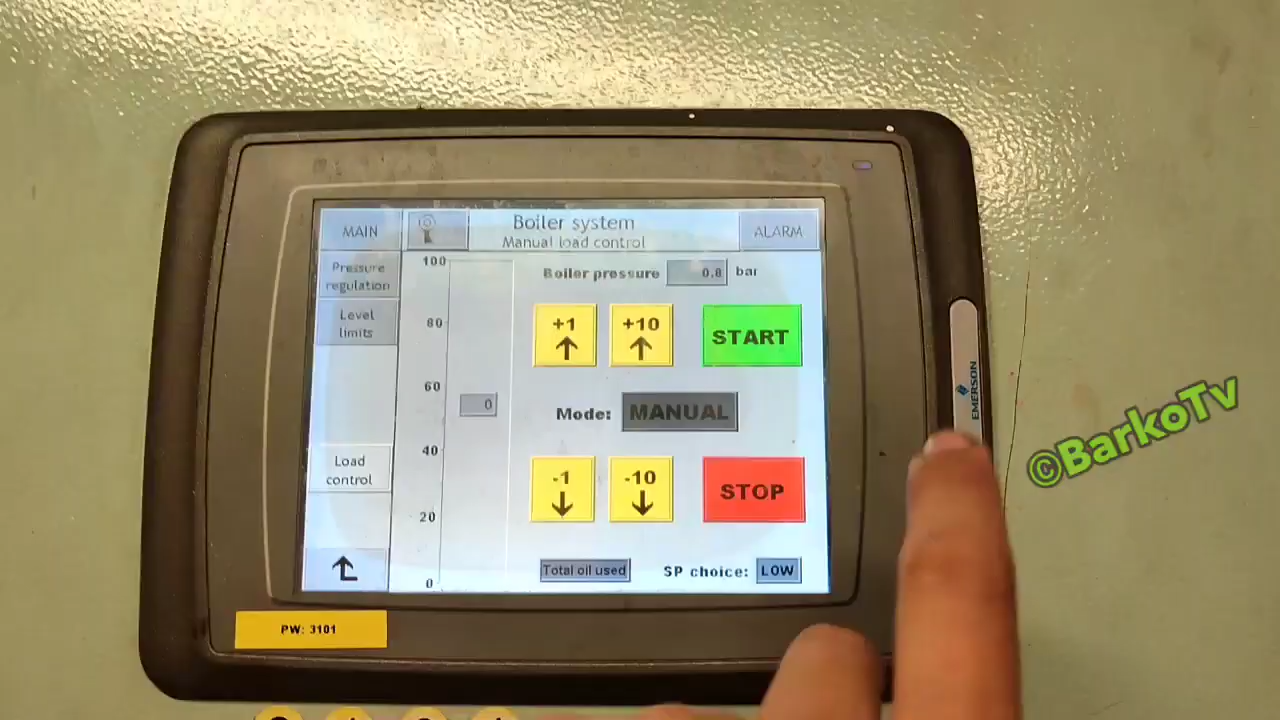 MAIN
Boiler system
Manual load control
ALARM
Pressure
regulation
Level
limits
Load
control
100
80
60
40
20
0
0
Boiler pressure 0.8 bar
+1
+10
START
Mode: MANUAL
-1
-10
STOP
Total oil used
SP choice: LOW
EMERSON
PW: 3101
©BarkoTv